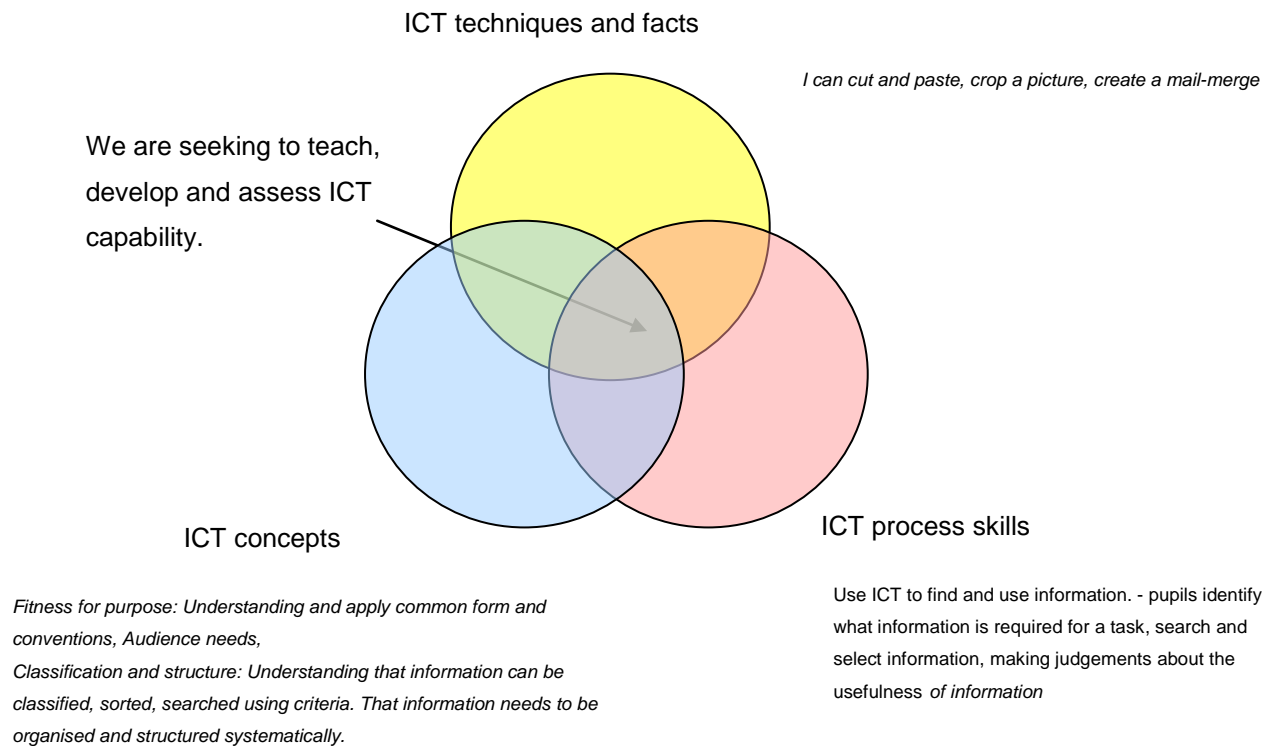 ICT techniques and facts
I can cut and paste, crop a picture, create a mail-merge
We are seeking to teach,
develop and assess ICT
capability.
ICT concepts
Fitness for purpose: Understanding and apply common form and
conventions, Audience needs,
Classification and structure: Understanding that information can be
classified, sorted, searched using criteria. That information needs to be
organised and structured systematically.
ICT process skills
Use ICT to find and use information. - pupils identify
what information is required for a task, search and
select information, making judgements about the
usefulness of information